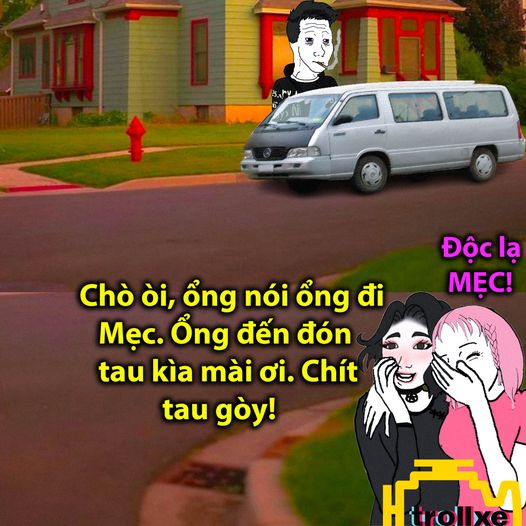 Độc lạ
MẸC!
Chò òi, ổng nói ổng đi
Mẹc. Ổng đến đón
tau kìa mài ơi. Chít
tau gòy!
trollxe